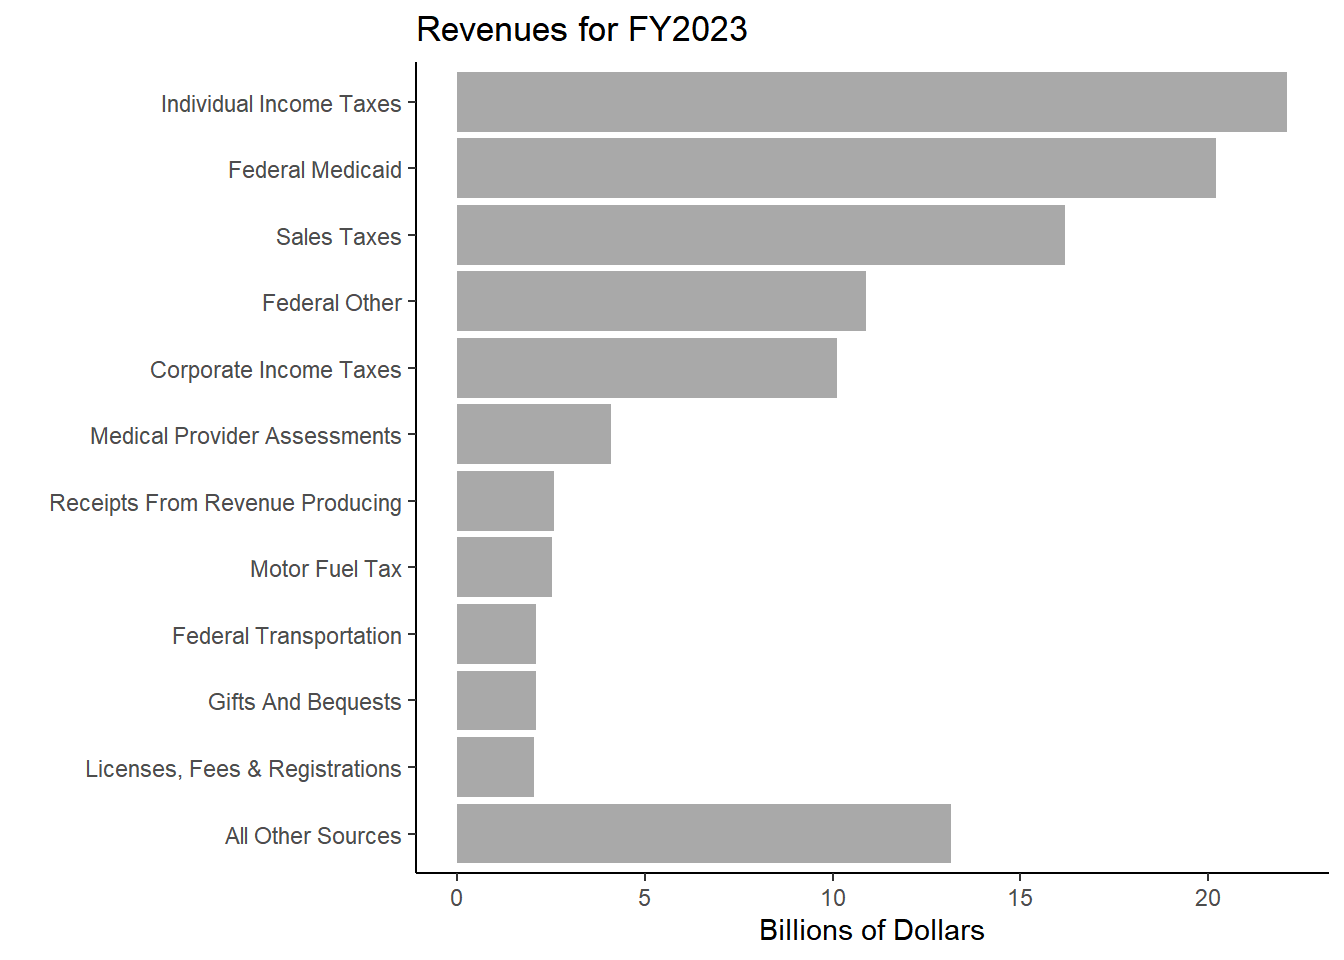 Revenues for FY2023
Individual Income Taxes
Federal Medicaid
Sales Taxes
Federal Other
Corporate Income Taxes
Medical Provider Assessments
Receipts From Revenue Producing
Motor Fuel Tax
Federal Transportation
Gifts And Bequests
Licenses, Fees & Registrations
All Other Sources
0 5 10 15 20
Billions of Dollars